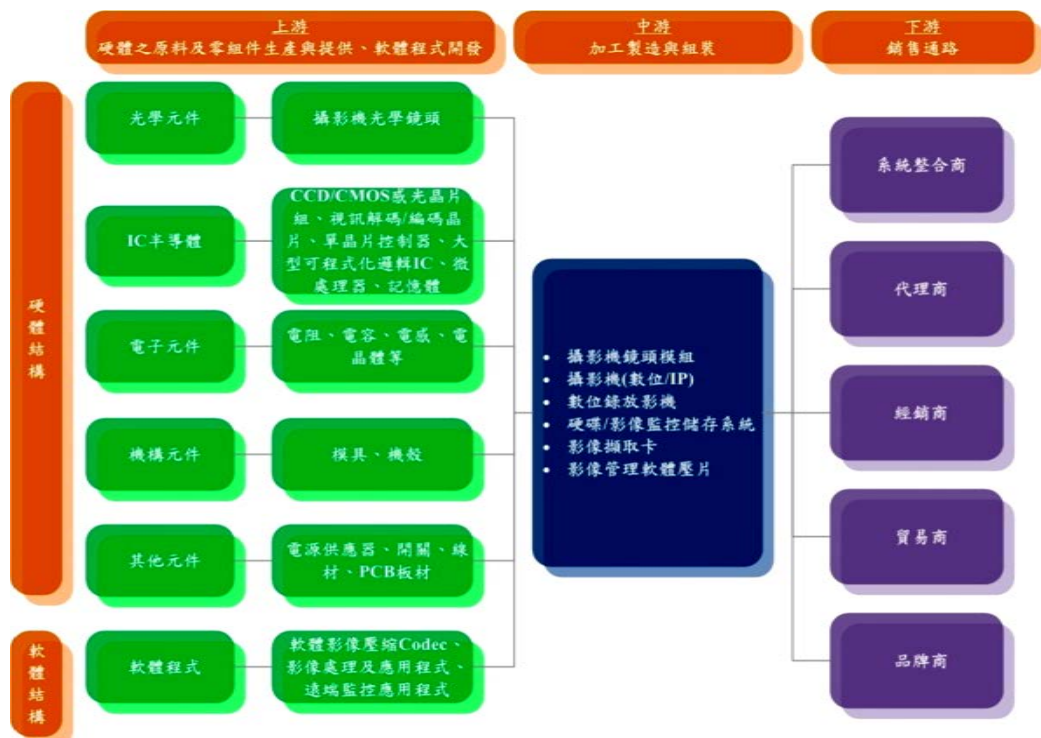 上游
硬體之原料及零組件生產與提供、軟體程式開發
中游
加工製造與組裝
下游
銷售通路
硬體結構
光學元件
攝影機光學鏡頭
IC半導體
CCD/CMOS感光晶片
組、視訊解碼/編碼晶
片、單晶片控制器、大
型可程式化邏輯IC、微
處理器、記憶體
電子元件
電阻、電容、電感、電
晶體等
機構元件
模具、機殼
其他元件
電源供應器、開關、線
材、PCB板材
軟體結構
軟體程式
軟體影像壓縮Codec、
影像處理及應用程式、
遠端監控應用程式
• 攝影機鏡頭模組
• 攝影機(數位/IP)
• 數位錄放影機
• 硬碟/影像監控儲存系統
• 影像擷取卡
• 影像管理軟體壓片
系統整合商
代理商
經銷商
貿易商
品牌商